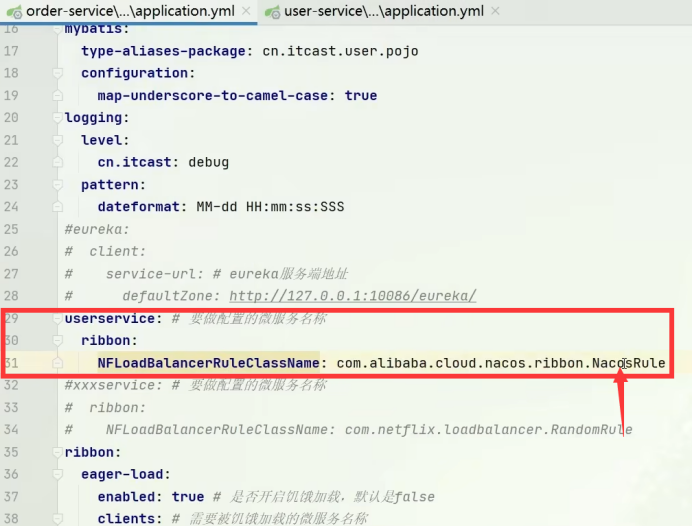 order-service\...\application.yml user-service\...\application.yml
16 mybatis:
17 type-aliases-package: cn.itcast.user.pojo
18 configuration:
19 map-underscore-to-camel-case: true
20 logging:
21 level:
22 cn.itcast: debug
23 pattern:
24 dateformat: MM-dd HH:mm:ss:SSS
25 #eureka:
26 # client:
27 # service-url: # eureka服务端地址
28 # defaultZone: http://127.0.0.1:10086/eureka/
29 userservice: # 要做配置的微服务名称
30 ribbon:
31 NFLoadBalancerRuleClassName: com.alibaba.cloud.nacos.ribbon.NacosRule
32 #xxxservice: # 要做配置的微服务名称
33 # ribbon:
34 # NFLoadBalancerRuleClassName: com.netflix.loadbalancer.RandomRule
35 ribbon:
36 eager-load:
37 enabled: true # 是否开启饥饿加载，默认是false
38 clients: # 需要被饥饿加载的微服务名称